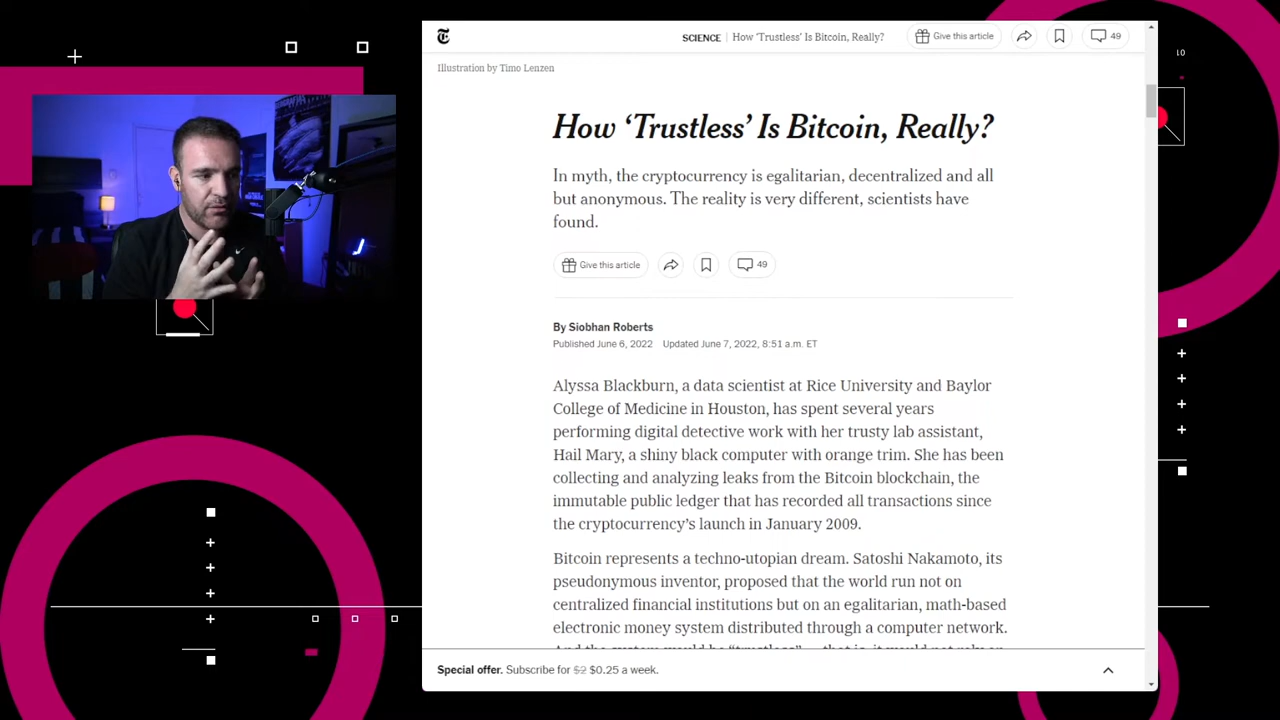 SCIENCE | How ‘Trustless’ Is Bitcoin, Really?
Give this article
49
Illustration by Timo Lenzen
How ‘Trustless’ Is Bitcoin, Really?
In myth, the cryptocurrency is egalitarian, decentralized and all
but anonymous. The reality is very different, scientists have
found.
Give this article
49
By Siobhan Roberts
Published June 6, 2022 Updated June 7, 2022, 8:51 a.m. ET
Alyssa Blackburn, a data scientist at Rice University and Baylor
College of Medicine in Houston, has spent several years
performing digital detective work with her trusty lab assistant,
Hail Mary, a shiny black computer with orange trim. She has been
collecting and analyzing leaks from the Bitcoin blockchain, the
immutable public ledger that has recorded all transactions since
the cryptocurrency’s launch in January 2009.
Bitcoin represents a techno-utopian dream. Satoshi Nakamoto, its
pseudonymous inventor, proposed that the world run not on
centralized financial institutions but on an egalitarian, math-based
electronic money system distributed through a computer network.
Special offer. Subscribe for $2 $0.25 a week.
10